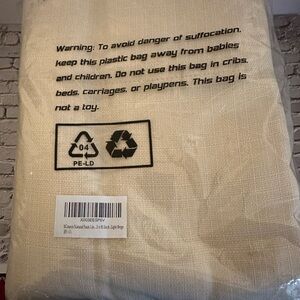 Warning: To avoid danger of suffocation,
keep this plastic bag away from babies
and children. Do not use this bag in cribs,
beds, carriages, or playpens. This bag is
not a toy.
04
PE-LD